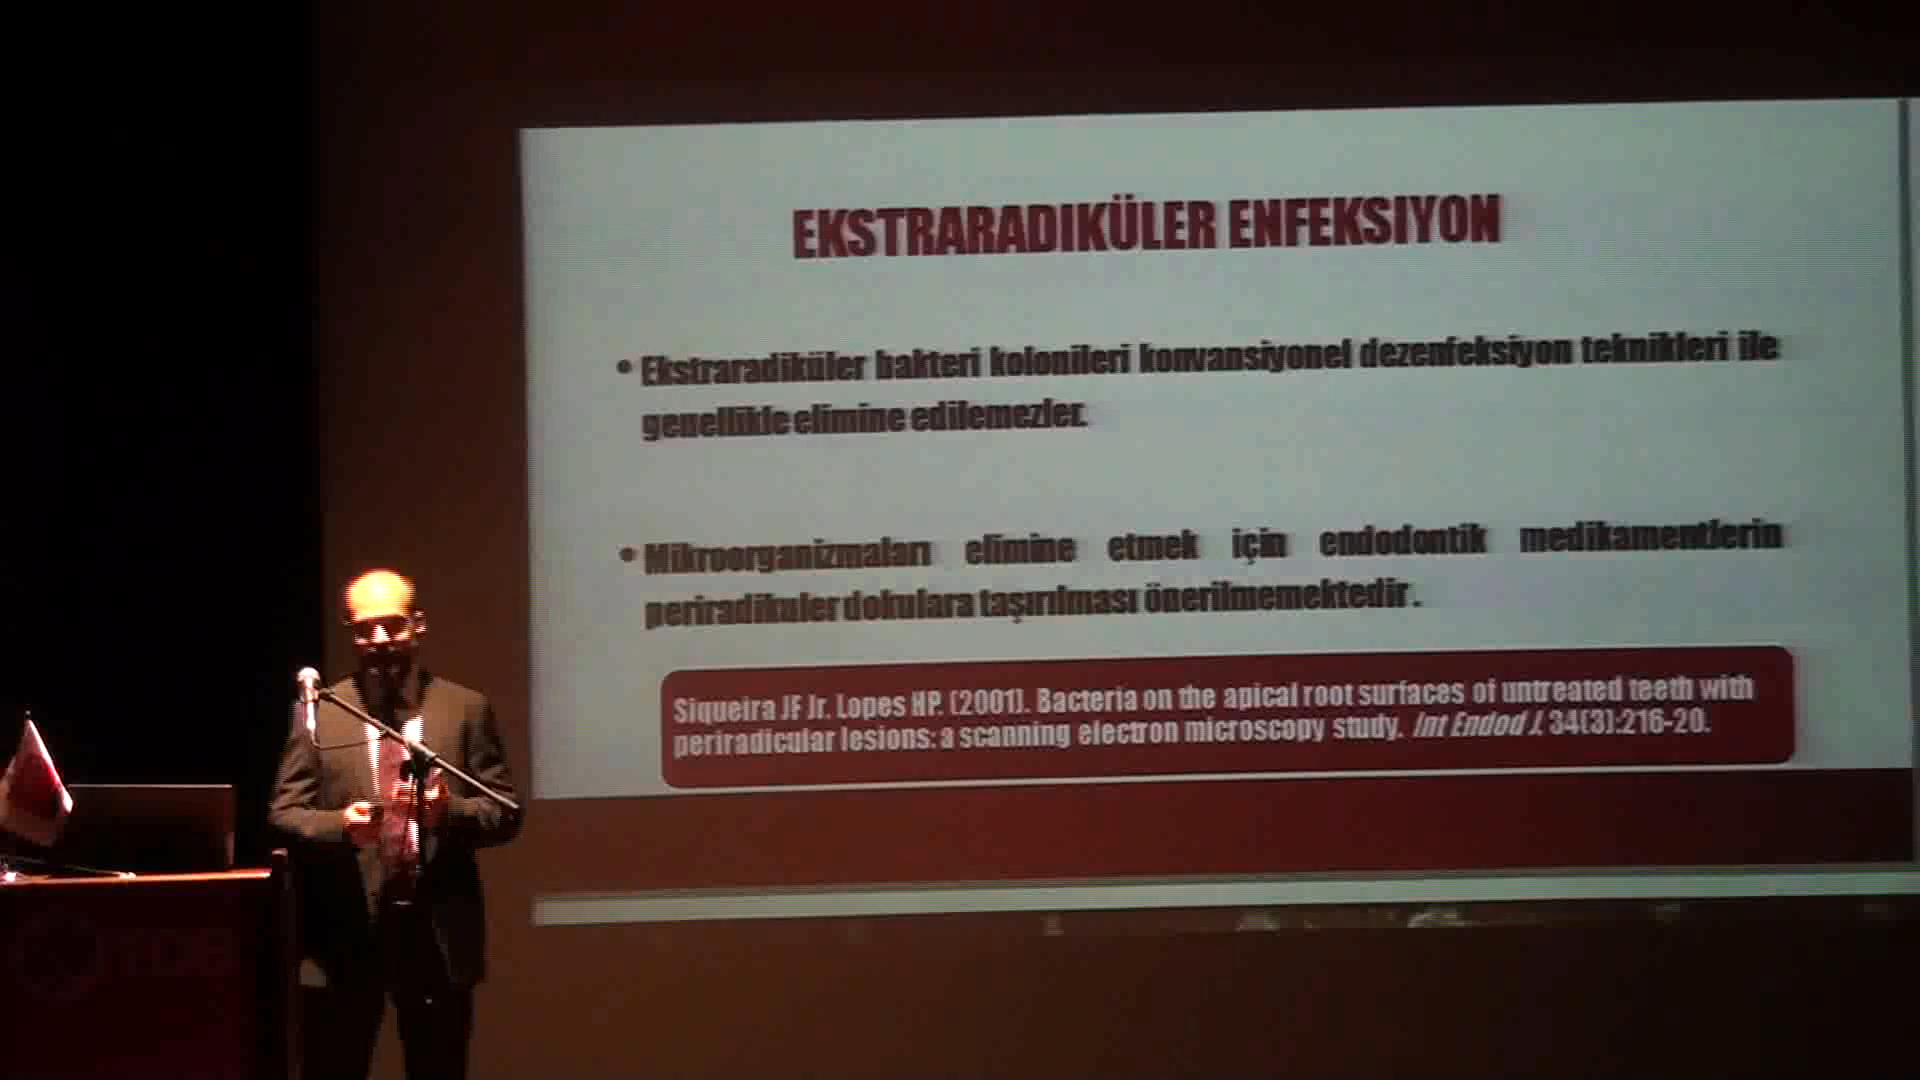 EKSTRARADIKÜLER ENFEKSIYON
• Ekstraradiküler bakteri kolonileri konvansiyonel dezenfeksiyon teknikleri ile
genellikle elimine edilemezler.
• Mikroorganizmaları elimine etmek için endodontik medikamentlerin
periradikuler dokulara taşırılması önerilmemektedir.
Siqueira JF Jr. Lopes HP. (2001). Bacteria on the apical root surfaces of untreated teeth with
periradicular lesions: a scanning electron microscopy study. Int Endod J. 34(3):216-20.